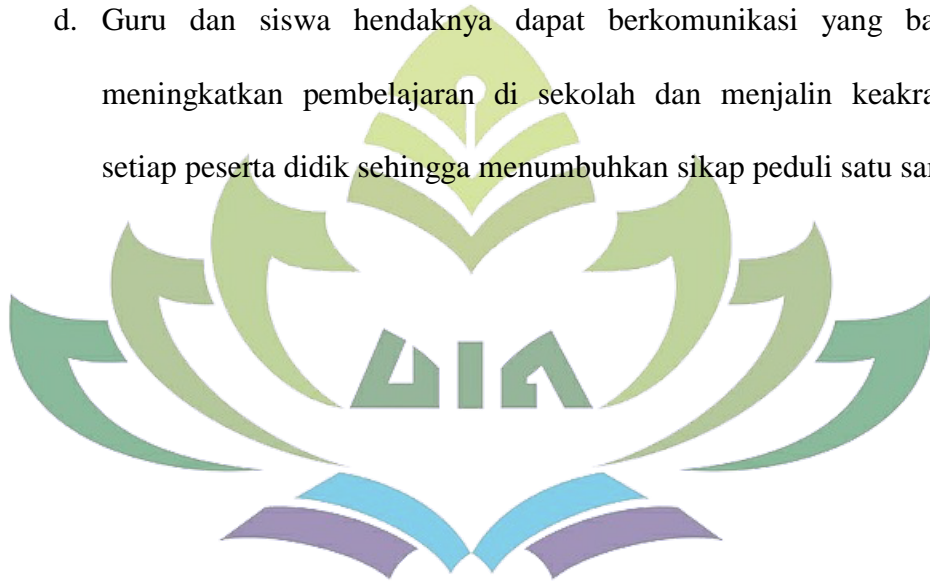 d. Guru dan siswa hendaknya dapat berkomunikasi yang
meningkatkan pembelajaran di sekolah dan menjalin
setiap peserta didik sehingga menumbuhkan sikap peduli satu
UIN